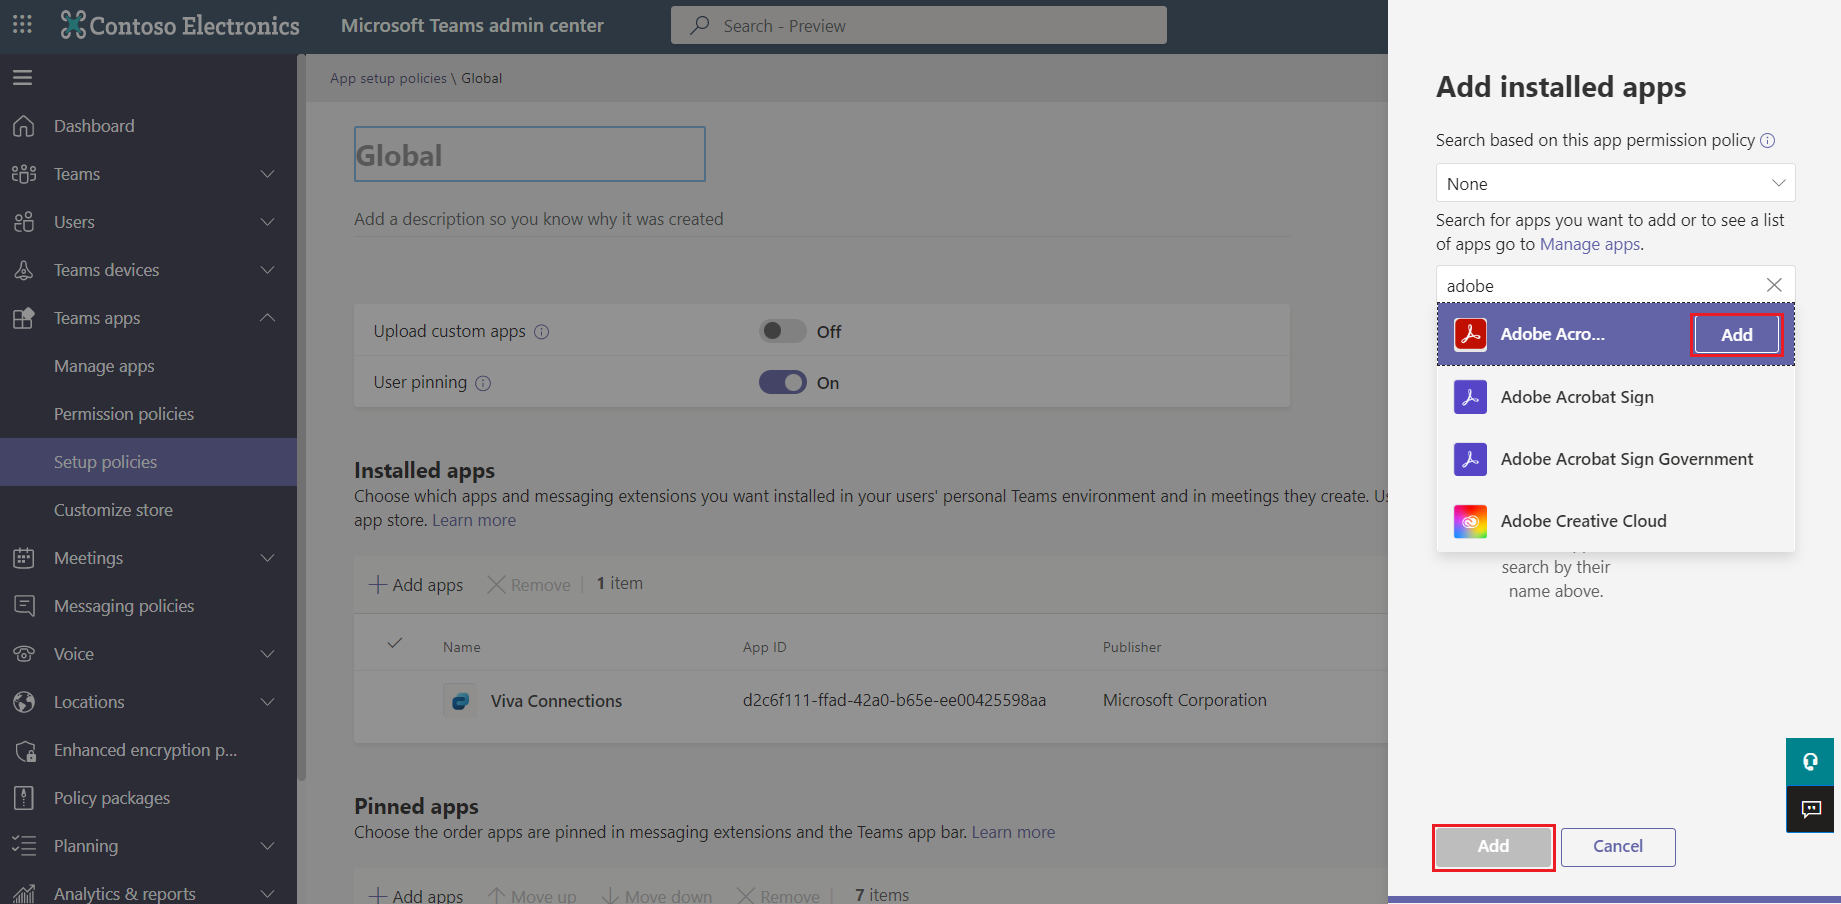 Contoso Electronics
Microsoft Teams admin center
Search - Preview
Dashboard
Teams
Users
Teams devices
Teams apps
Manage apps
Permission policies
Setup policies
Customize store
Meetings
Messaging policies
Voice
Locations
Enhanced encryption p...
Policy packages
Planning
Analytics & reports
App setup policies \ Global
Global
Add a description so you know why it was created
Upload custom apps Off
User pinning On
Installed apps
Choose which apps and messaging extensions you want installed in your users' personal Teams environment and in meetings they create.
app store. Learn more
Add apps Remove 1 item
Name App ID Publisher
Viva Connections d2c6f111-ffad-42a0-b65e-ee00425598aa Microsoft Corporation
Pinned apps
Choose the order apps are pinned in messaging extensions and the Teams app bar. Learn more
Add apps Move up Move down Remove 7 items
Add installed apps
Search based on this app permission policy
None
Search for apps you want to add or to see a list
of apps go to Manage apps.
adobe
Adobe Acro... Add
Adobe Acrobat Sign
Adobe Acrobat Sign Government
Adobe Creative Cloud
search by their
name above.
Add Cancel